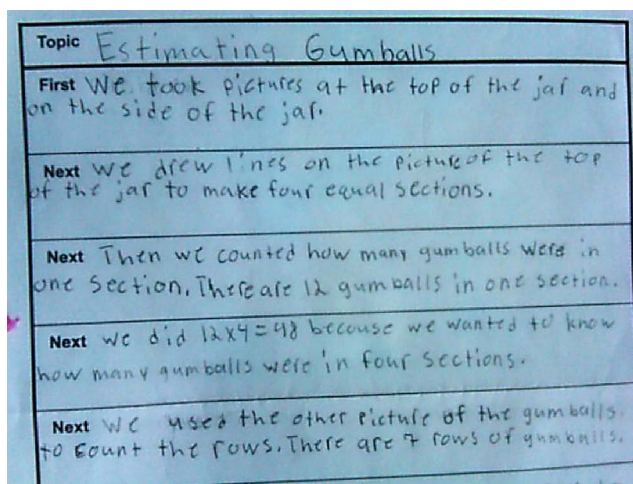 Topic Estimating Gumballs
First We took pictures at the top of the jar and
on the side of the jar.
Next We drew lines on the picture of the top
of the jar to make four equal sections.
Next Then we counted how many gumballs were in
one section. There are 12 gumballs in one section.
Next We did 12x4=48 because we wanted to know
how many gumballs were in four sections.
Next We used the other picture of the gumballs
to count the rows. There are 7 rows of gumballs.